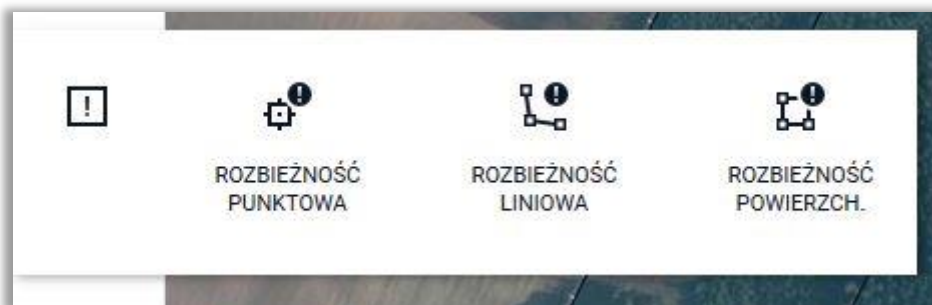 ROZBIEŻNOŚĆ
PUNKTOWA
ROZBIEŻNOŚĆ
LINIOWA
ROZBIEŻNOŚĆ
POWIERZCH.